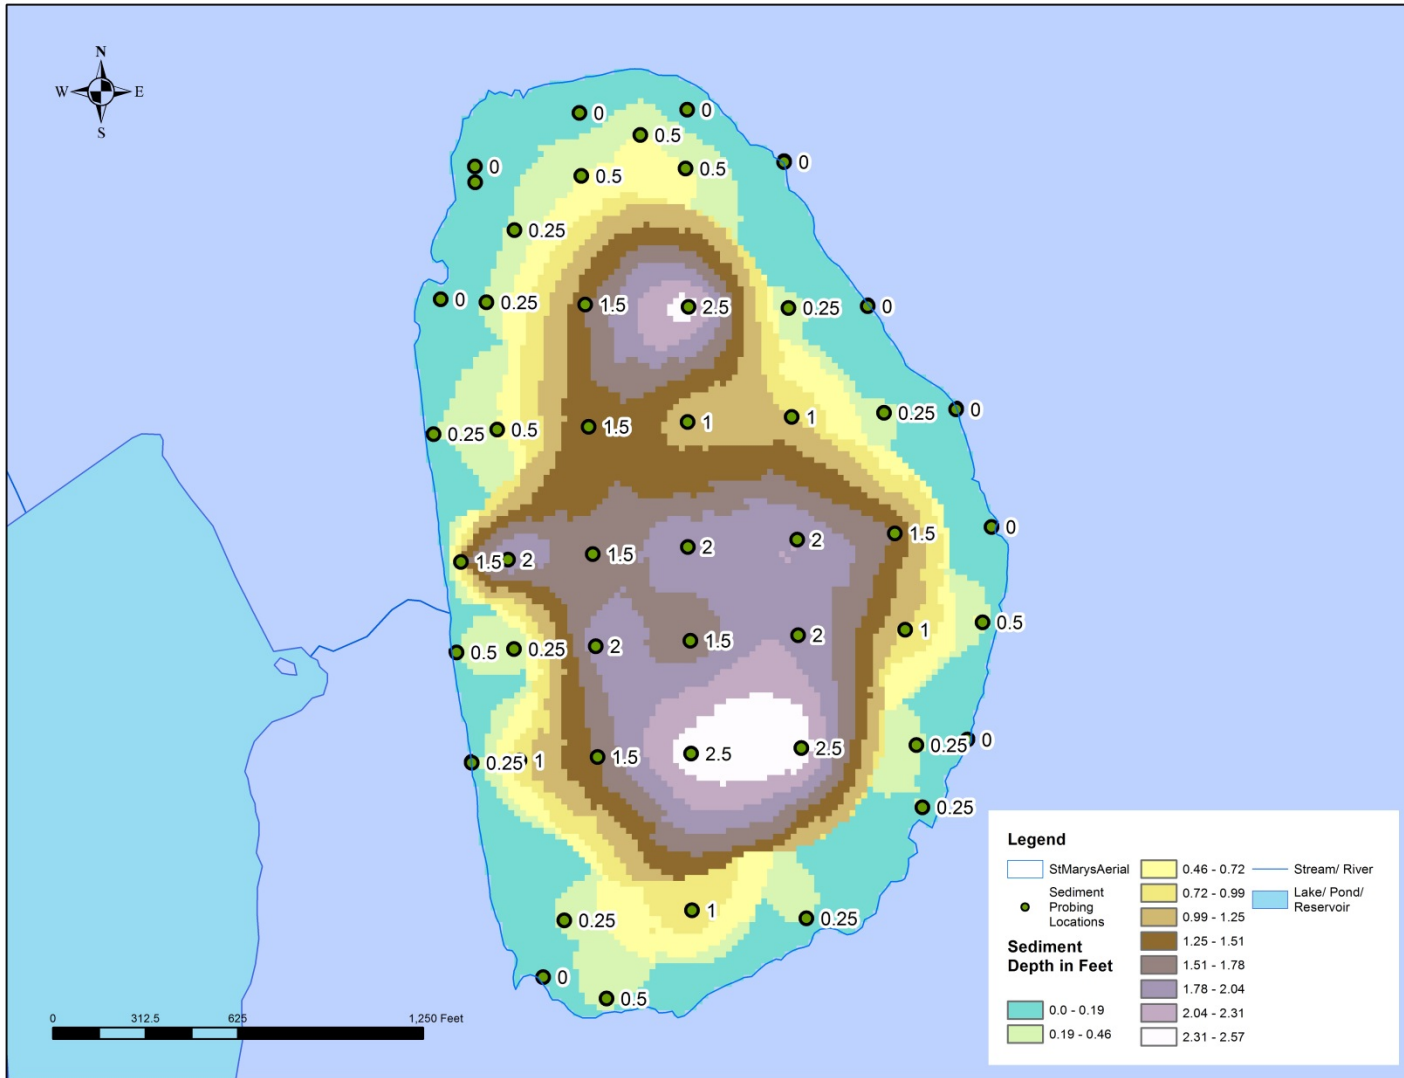 N
W E
S
0
0
0.5
0
0
0.5
0.5
0.25
0
0.25
1.5
2.5
0.25
0
0.25
0.5
1.5
1
1
0.25
0
1.5
2
1.5
2
2
1.5
0
0.5
0.25
2
1.5
2
1
0.5
0.25
1
1.5
2.5
2.5
0.25
0
0.25
0.25
1
0.25
0
0.5
0 312.5 625 1,250 Feet
Legend
StMarysAerial
Sediment
Probing
Locations
Sediment
Depth in Feet
0.0 - 0.19
0.19 - 0.46
0.46 - 0.72
0.72 - 0.99
0.99 - 1.25
1.25 - 1.51
1.51 - 1.78
1.78 - 2.04
2.04 - 2.31
2.31 - 2.57
Stream/ River
Lake/ Pond/
Reservoir